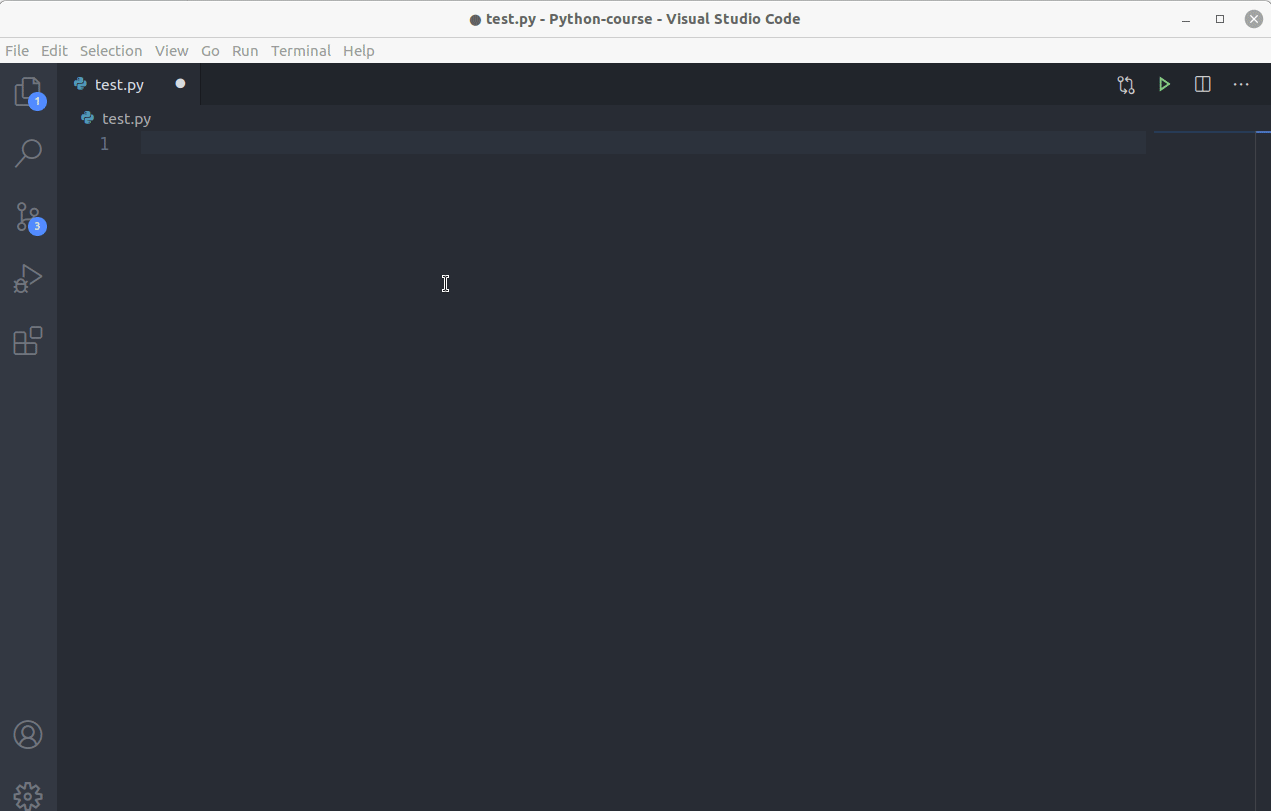 ● test.py - Python-course - Visual Studio Code
File Edit Selection View Go Run Terminal Help
test.py
test.py
1
1
3